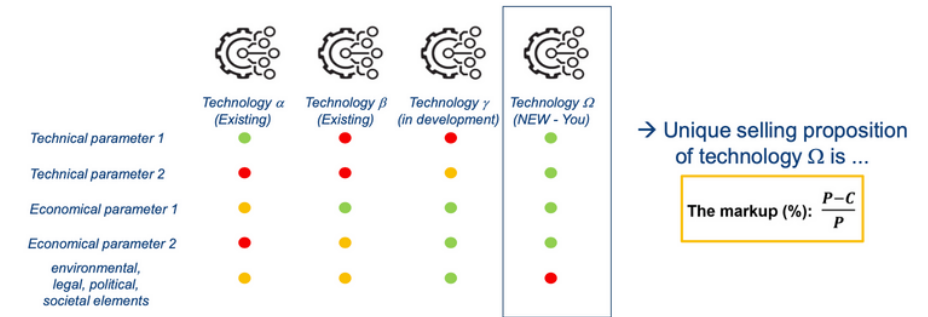 Technology α
(Existing)
Technology β
(Existing)
Technology γ
(in development)
Technology Ω
(NEW - You)
Technical parameter 1
Technical parameter 2
Economical parameter 1
Economical parameter 2
environmental,
legal, political,
societal elements
→ Unique selling proposition
of technology Ω is ...
The markup (%): P−C
P